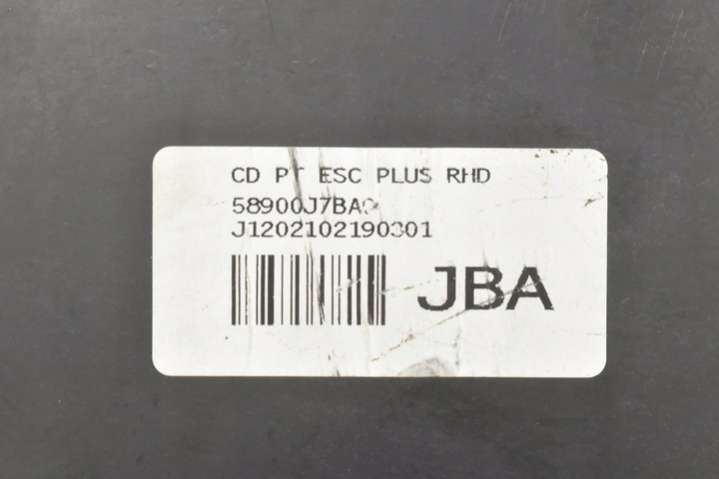 CD PT ESC PLUS RHD
J1202102190301
JBA